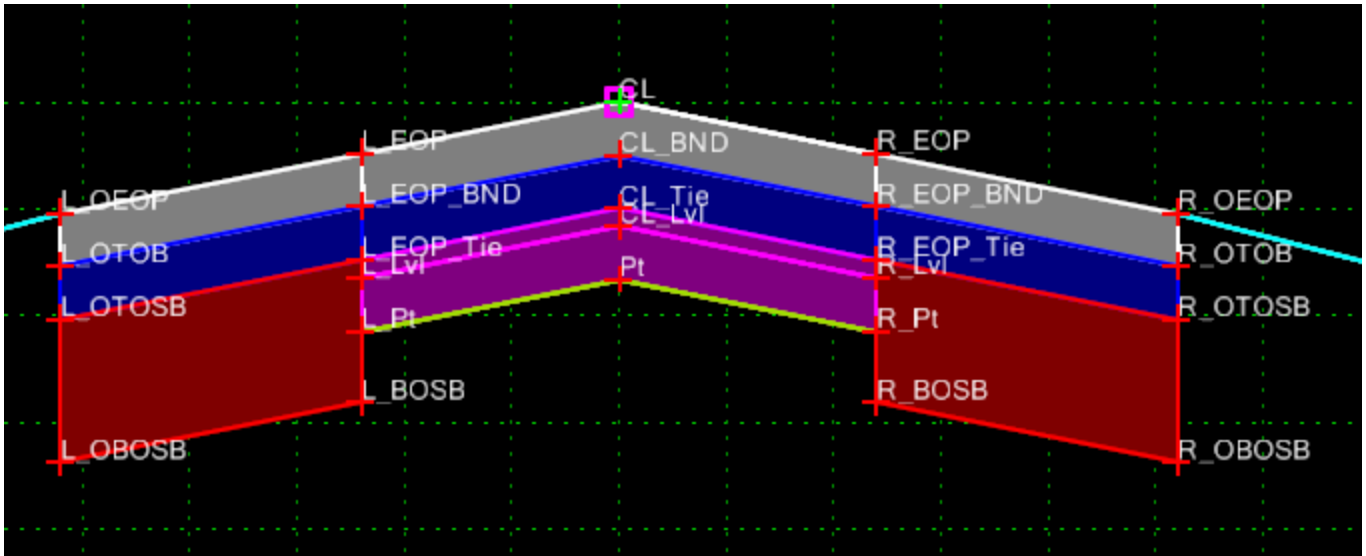 CL
L_EOP
R_EOP
CL_BND
L_OEOP
L_EOP_BND
CL_Tie
R_EOP_BND
R_OEOP
CL_Lvl
L_OTOB
L_EOP_Tie
R_EOP_Tie
R_OTOB
L_Lvl
Pt
R_Lvl
L_OTOSB
L_Pt
R_Pt
R_OTOSB
L_BOSB
R_BOSB
L_OBOSB
R_OBOSB